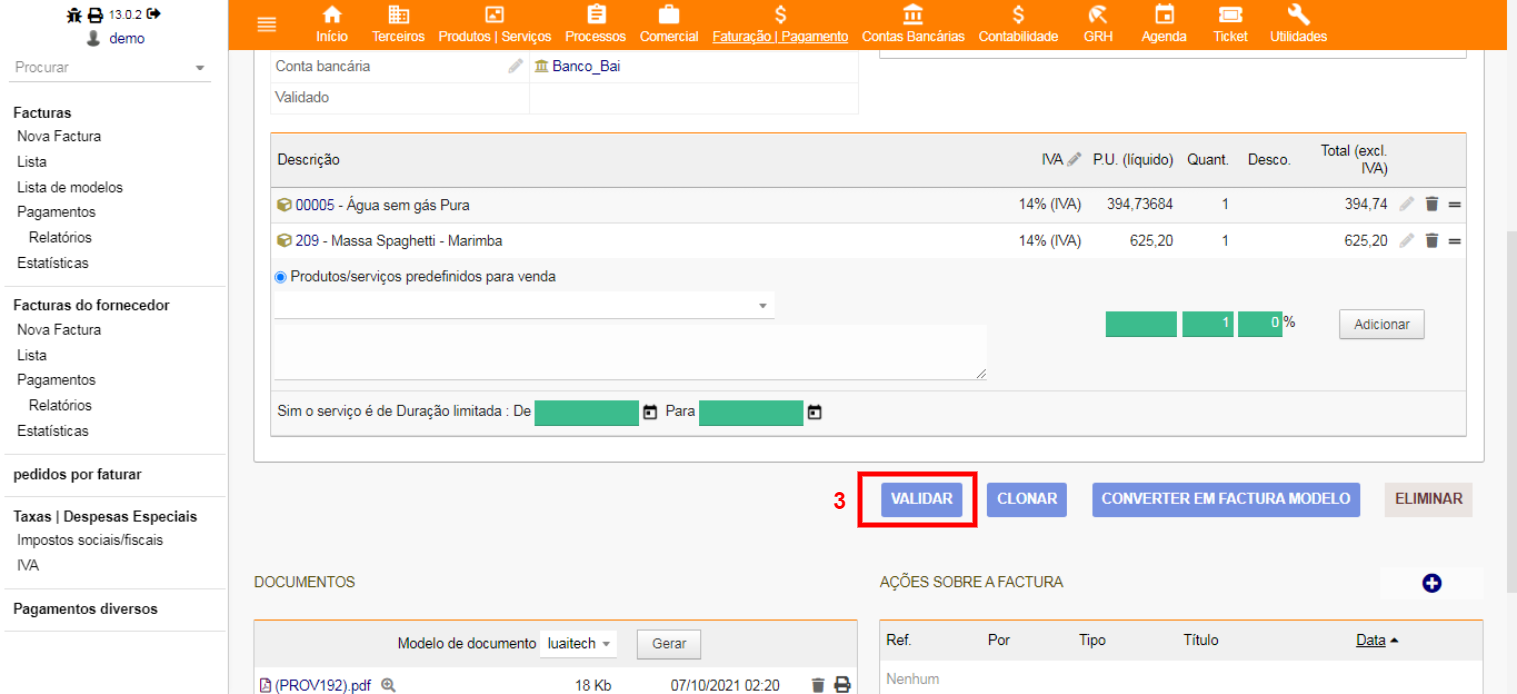 13.0.2
demo
Procurar
Facturas
Nova Factura
Lista
Lista de modelos
Pagamentos
Relatórios
Estatísticas
Facturas do fornecedor
Nova Factura
Lista
Pagamentos
Relatórios
Estatísticas
pedidos por faturar
Taxas | Despesas Especiais
Impostos sociais/fiscais
IVA
Pagamentos diversos
Início Terceiros Produtos | Serviços Processos Comercial Faturação | Pagamento Contas Bancárias Contabilidade GRH Agenda Ticket Utilidades
Conta bancária Banco_Bai
Validado
Descrição IVA P.U. (líquido) Quant. Desco. Total (excl. IVA)
00005 - Água sem gás Pura 14% (IVA) 394,73684 1 394,74
209 - Massa Spaghetti - Marimba 14% (IVA) 625,20 1 625,20
Produtos/serviços predefinidos para venda
1 0 % Adicionar
Sim o serviço é de Duração limitada : De Para
3 VALIDAR CLONAR CONVERTER EM FACTURA MODELO ELIMINAR
DOCUMENTOS
Modelo de documento luaitech Gerar
(PROV192).pdf 18 Kb 07/10/2021 02:20
AÇÕES SOBRE A FACTURA
Ref. Por Tipo Título Data
Nenhum